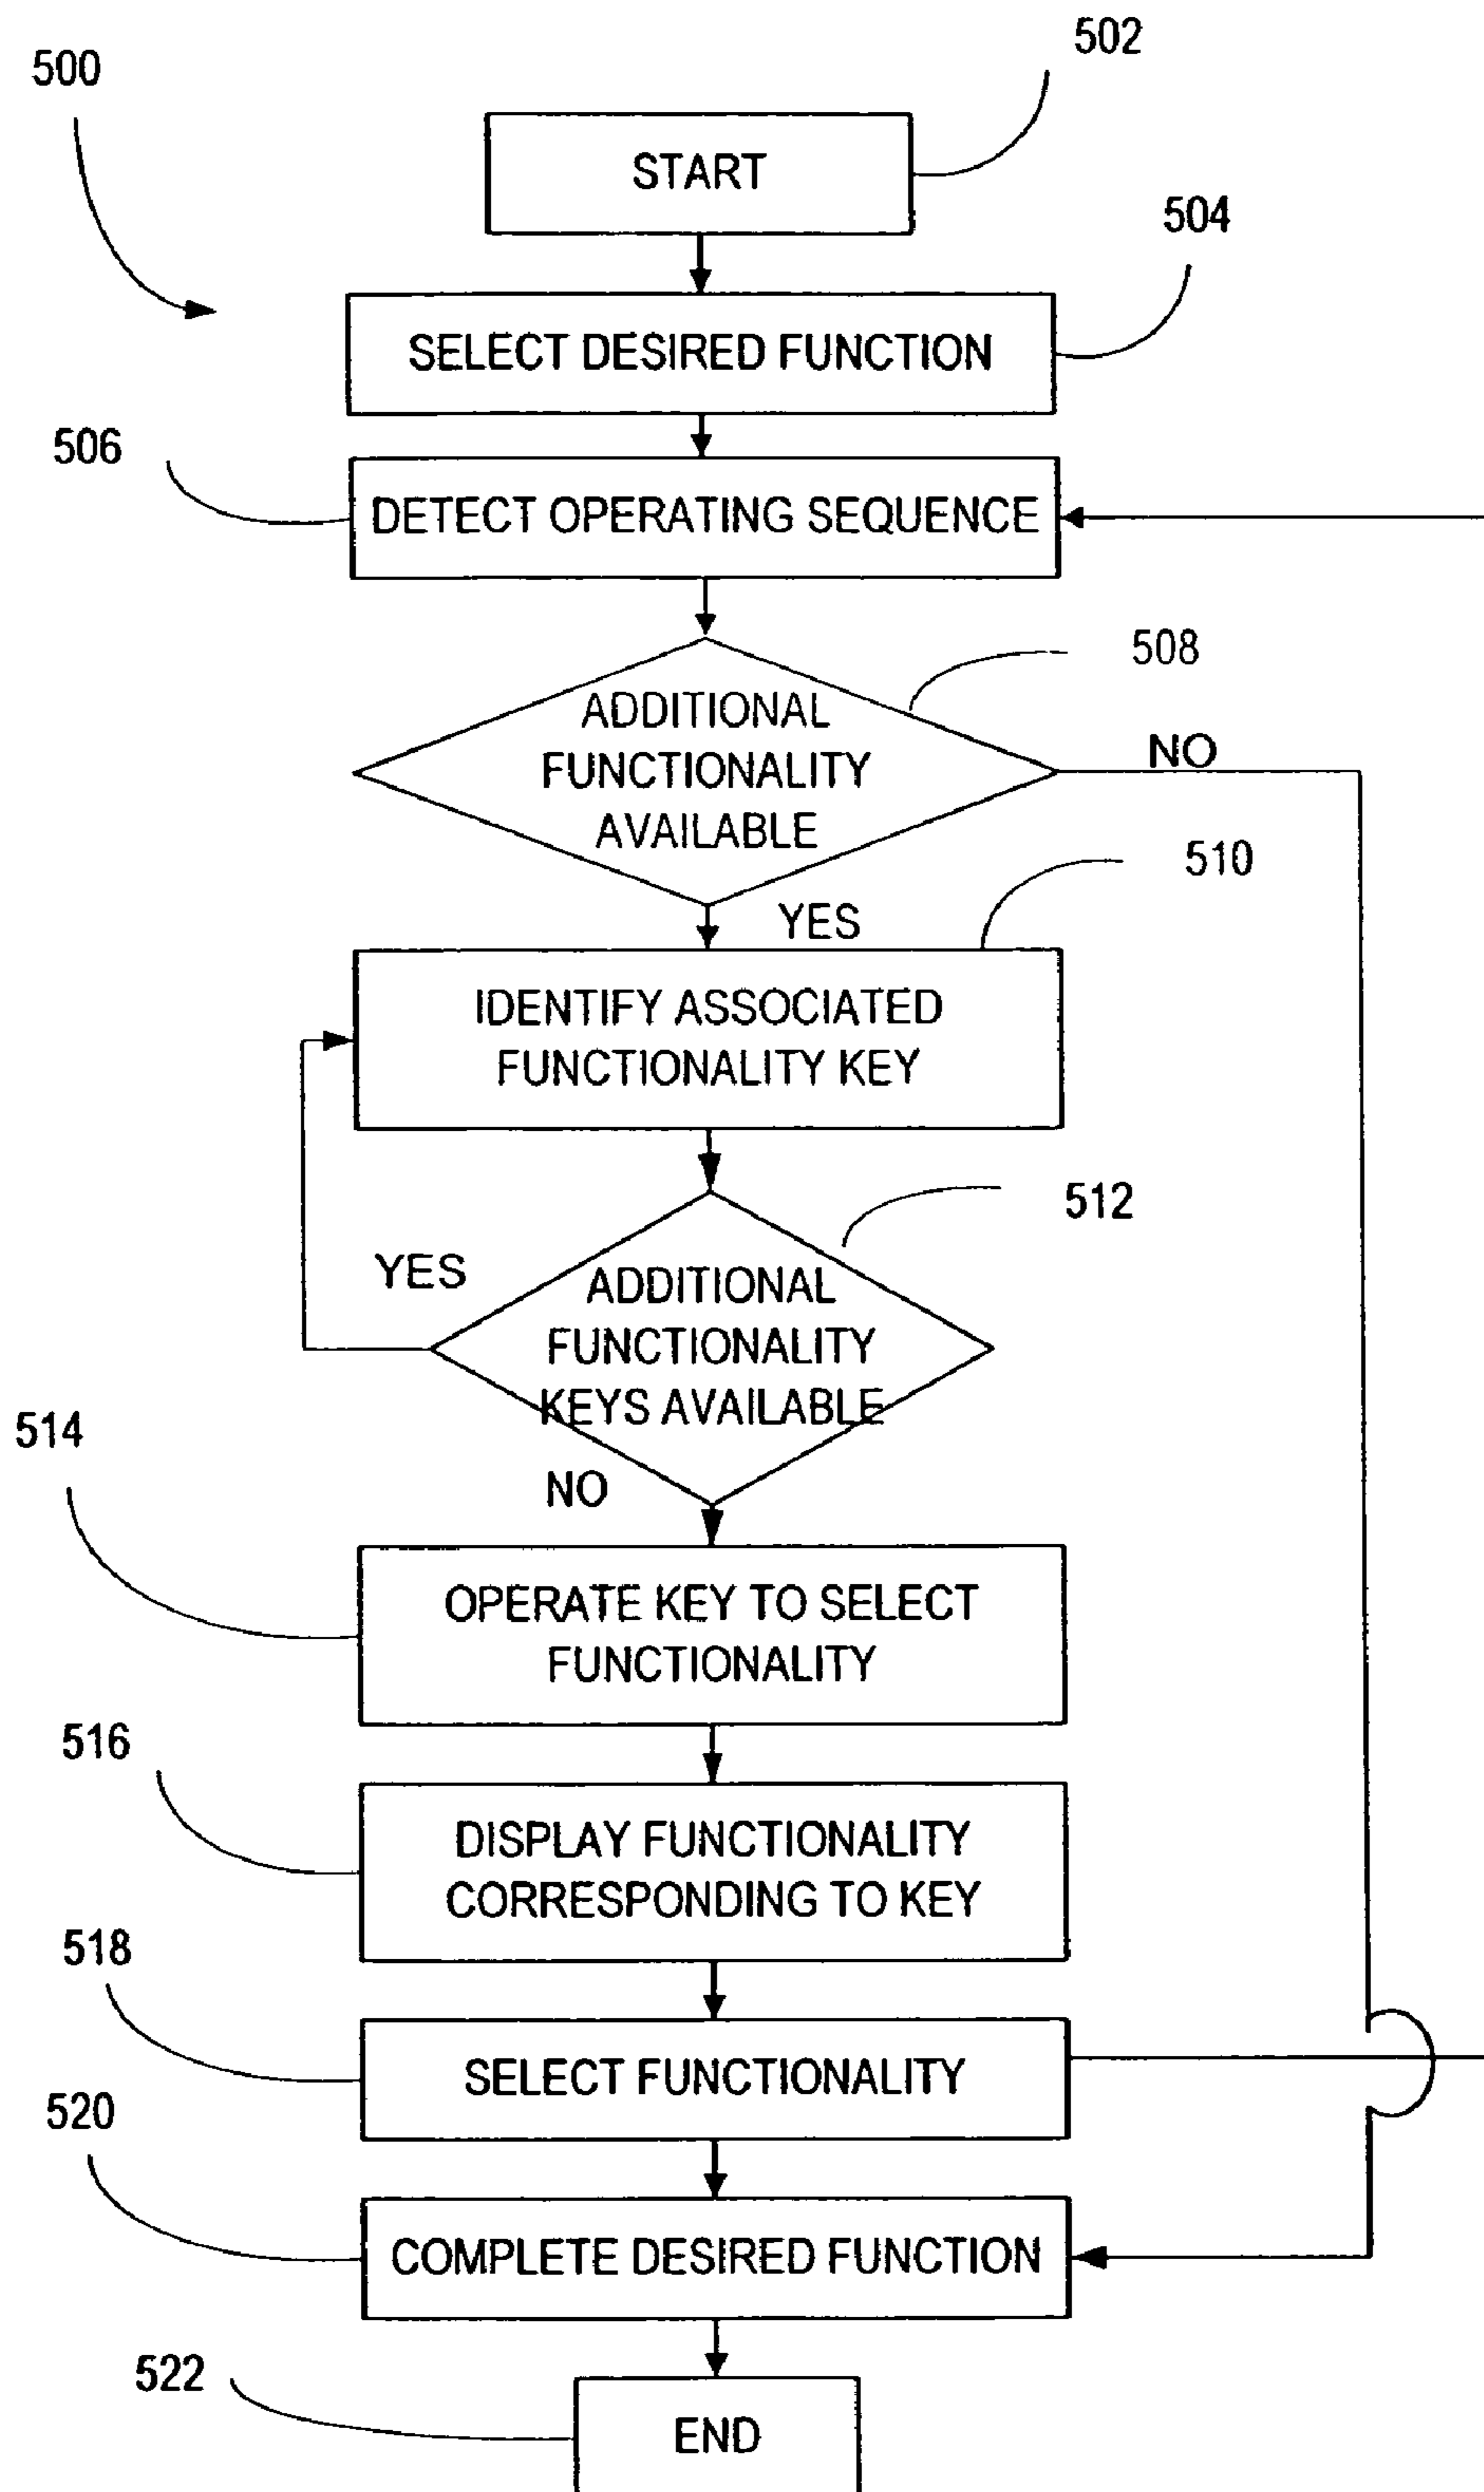 502
500
START
504
SELECT DESIRED FUNCTION
506
DETECT OPERATING SEQUENCE
508
ADDITIONAL
FUNCTIONALITY
AVAILABLE
NO
510
YES
IDENTIFY ASSOCIATED
FUNCTIONALITY KEY
512
YES
ADDITIONAL
FUNCTIONALITY
KEYS AVAILABLE
514
NO
OPERATE KEY TO SELECT
FUNCTIONALITY
516
DISPLAY FUNCTIONALITY
CORRESPONDING TO KEY
518
SELECT FUNCTIONALITY
520
COMPLETE DESIRED FUNCTION
522
END